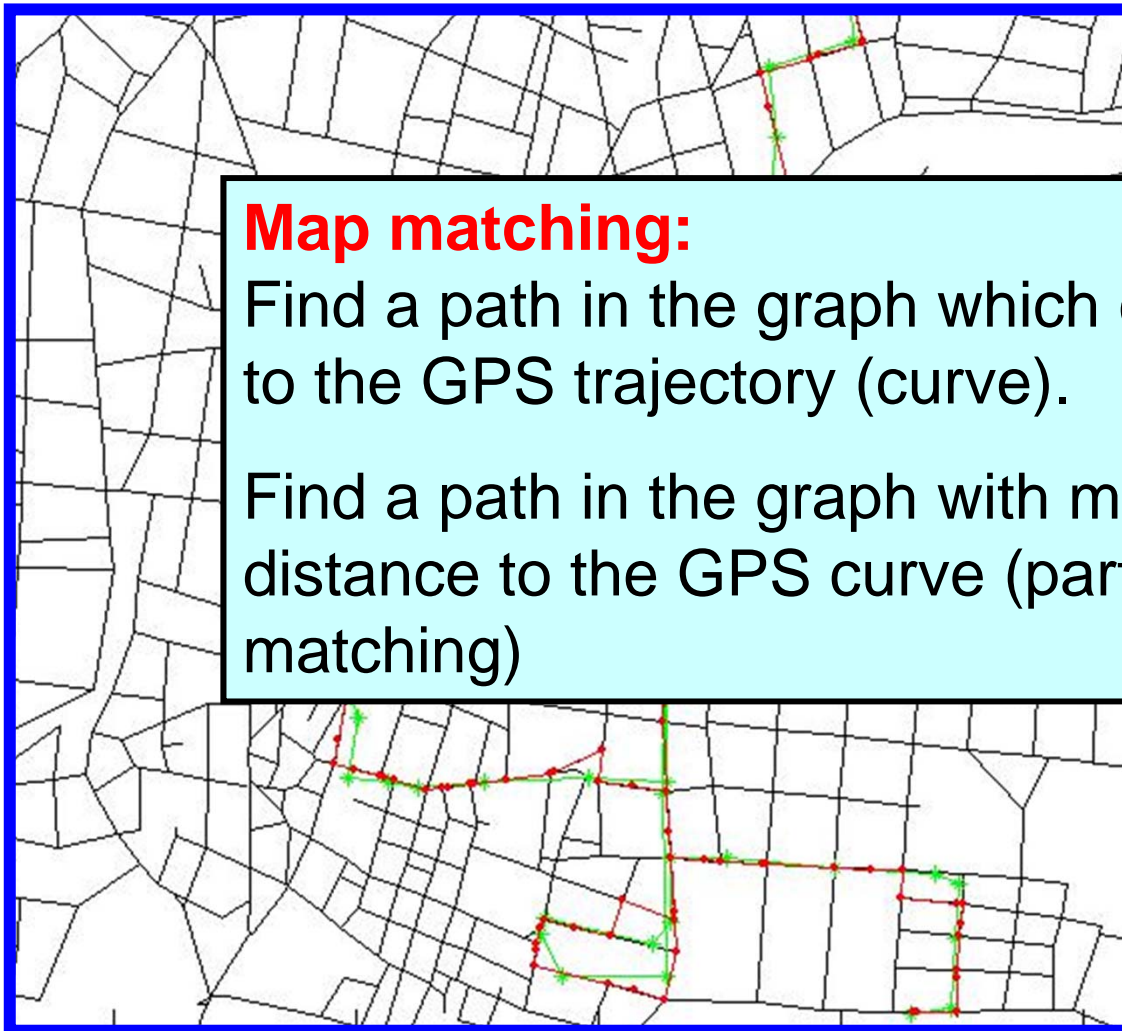 Map matching:
Find a path in the graph which
to the GPS trajectory (curve).
Find a path in the graph with
distance to the GPS curve
matching)